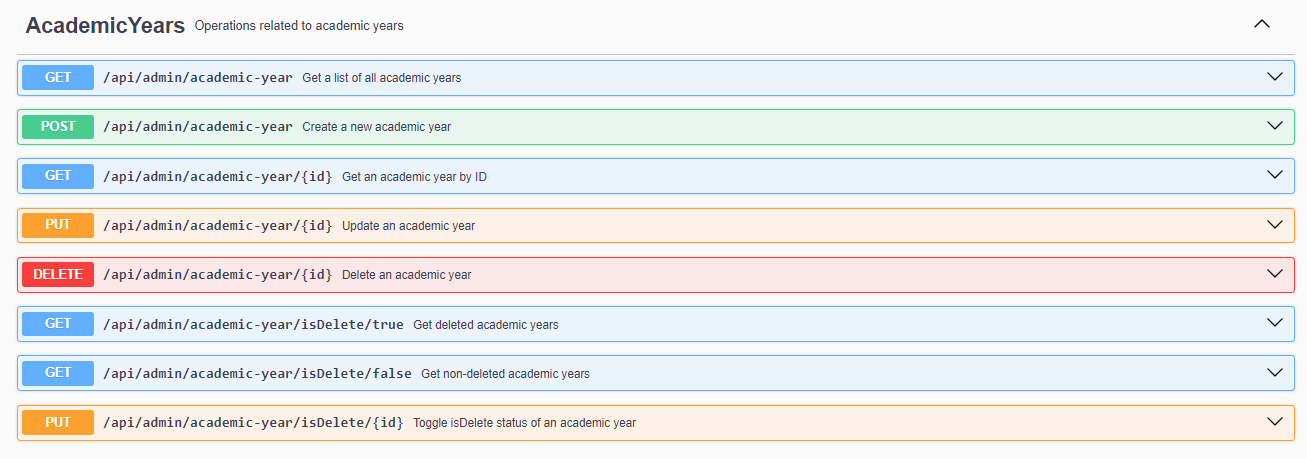 AcademicYears Operations related to academic years
GET /api/admin/academic-year Get a list of all academic years
POST /api/admin/academic-year Create a new academic year
GET /api/admin/academic-year/{id} Get an academic year by ID
PUT /api/admin/academic-year/{id} Update an academic year
DELETE /api/admin/academic-year/{id} Delete an academic year
GET /api/admin/academic-year/isDelete/true Get deleted academic years
GET /api/admin/academic-year/isDelete/false Get non-deleted academic years
PUT /api/admin/academic-year/isDelete/{id} Toggle isDelete status of an academic year